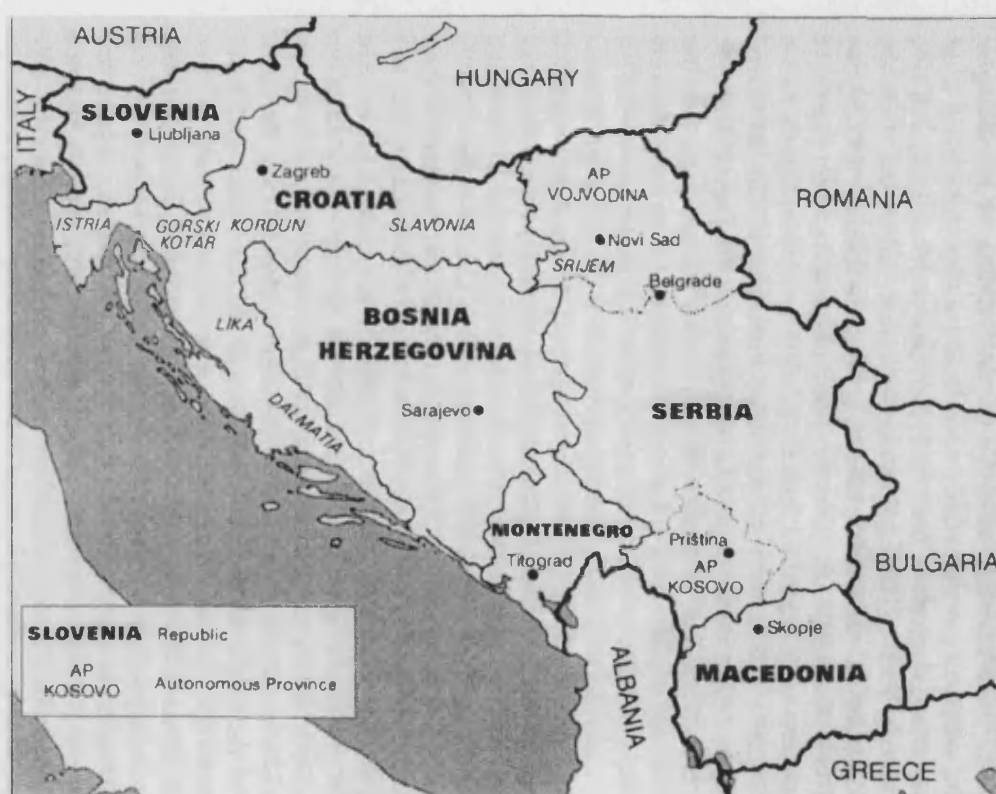 AUSTRIA
HUNGARY
ITALY
SLOVENIA
Ljubljana
Zagreb
CROATIA
AP
VOJVODINA
ROMANIA
ISTRIA
GORSKI
KOTAR
KORDUN
SLAVONIA
Novi Sad
SRIJEM
Belgrade
LIKA
BOSNIA
HERZEGOVINA
DALMATIA
Sarajevo
SERBIA
MONTENEGRO
Titograd
Priština
AP
KOSOVO
BULGARIA
Skopje
MACEDONIA
ALBANIA
GREECE
SLOVENIA Republic
AP
KOSOVO Autonomous Province